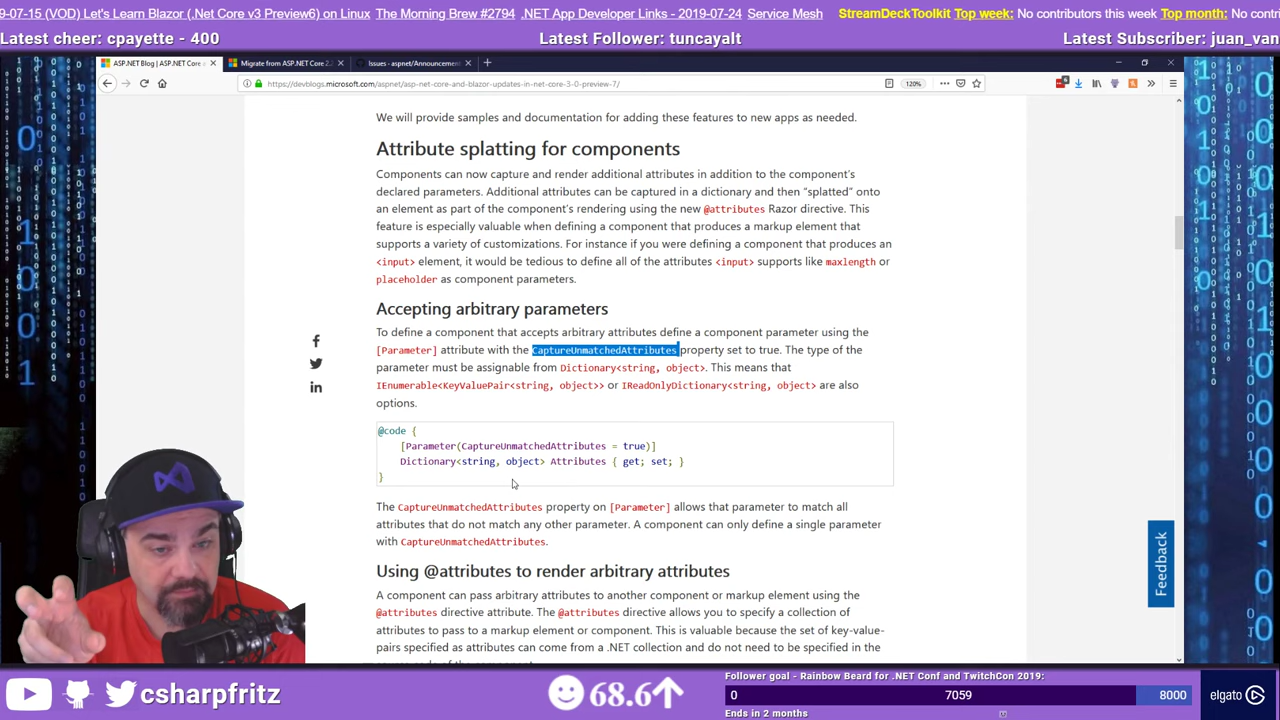 9-07-15 (VOD) Let's Learn Blazor (.Net Core v3 Preview6) on Linux The Morning Brew #2794 .NET App Developer Links - 2019-07-24 Service Mesh StreamDeckToolkit Top week: No contributors this week Top month: No contri
Latest cheer: cpayette - 400 Latest Follower: tuncayalt Latest Subscriber: juan_van
ASP.NET Blog | ASP.NET Core a Migrate from ASP.NET Core 2. Issues - aspnet/Announcement
https://devblogs.microsoft.com/aspnet/asp-net-core-and-blazor-updates-in-net-core-3-0-preview-7/ 120%
We will provide samples and documentation for adding these features to new apps as needed.
Attribute splatting for components
Components can now capture and render additional attributes in addition to the component's
declared parameters. Additional attributes can be captured in a dictionary and then "splatted" onto
an element as part of the component's rendering using the new @attributes Razor directive. This
feature is especially valuable when defining a component that produces a markup element that
supports a variety of customizations. For instance if you were defining a component that produces an
<input> element, it would be tedious to define all of the attributes <input> supports like maxlength or
placeholder as component parameters.
Accepting arbitrary parameters
To define a component that accepts arbitrary attributes define a component parameter using the
[Parameter] attribute with the CaptureUnmatchedAttributes property set to true. The type of the
parameter must be assignable from Dictionary<string, object>. This means that
IEnumerable<KeyValuePair<string, object>> or IReadOnlyDictionary<string, object> are also
options.
@code {
[Parameter(CaptureUnmatchedAttributes = true)]
Dictionary<string, object> Attributes { get; set; }
}
The CaptureUnmatchedAttributes property on [Parameter] allows that parameter to match all
attributes that do not match any other parameter. A component can only define a single parameter
with CaptureUnmatchedAttributes.
Using @attributes to render arbitrary attributes
A component can pass arbitrary attributes to another component or markup element using the
@attributes directive attribute. The @attributes directive allows you to specify a collection of
attributes to pass to a markup element or component. This is valuable because the set of key-value-
pairs specified as attributes can come from a .NET collection and do not need to be specified in the
Feedback
csharpfritz 68.6
Follower goal - Rainbow Beard for .NET Conf and TwitchCon 2019:
0 7059 8000
Ends in 2 months
elgato